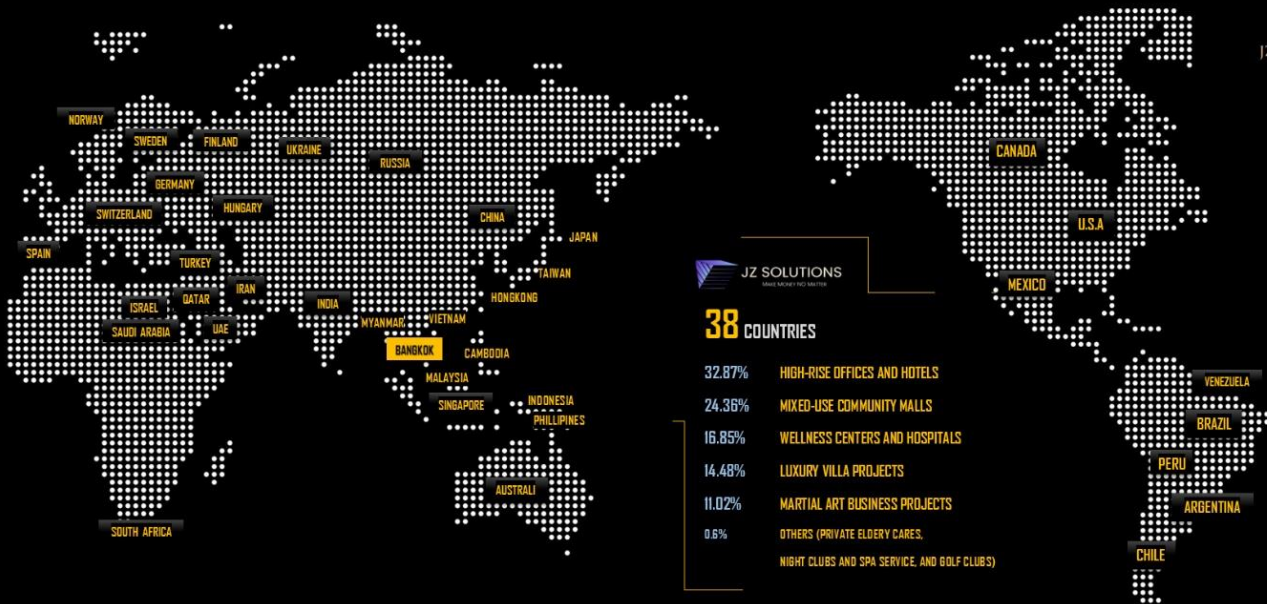 JZ
NORWAY
SWEDEN
FINLAND
UKRAINE
RUSSIA
GERMANY
SWITZERLAND
HUNGARY
CHINA
SPAIN
JAPAN
TURKEY
TAIWAN
ISRAEL
QATAR
IRAN
INDIA
HONGKONG
SAUDI ARABIA
UAE
MYANMAR
VIETNAM
BANGKOK
CAMBODIA
MALAYSIA
SINGAPORE
INDONESIA
PHILLIPINES
AUSTRALI
SOUTH AFRICA
CANADA
U.S.A
MEXICO
VENEZUELA
BRAZIL
PERU
ARGENTINA
CHILE
JZ SOLUTIONS
MAKE MONEY NO MATTER
38 COUNTRIES
32.87% HIGH-RISE OFFICES AND HOTELS
24.36% MIXED-USE COMMUNITY MALLS
16.85% WELLNESS CENTERS AND HOSPITALS
14.48% LUXURY VILLA PROJECTS
11.02% MARTIAL ART BUSINESS PROJECTS
0.6% OTHERS (PRIVATE ELDERY CARES,
NIGHT CLUBS AND SPA SERVICE, AND GOLF CLUBS)